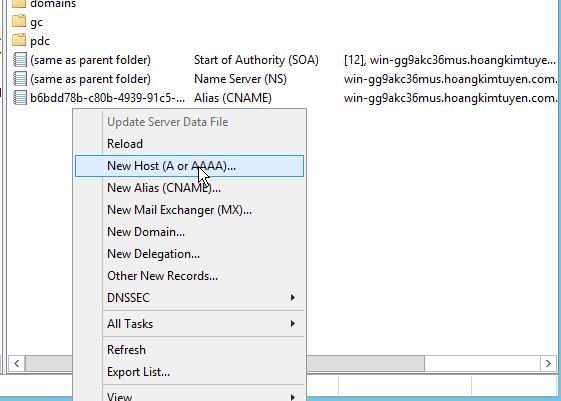 domains
gc
pdc
(same as parent folder) Start of Authority (SOA) [12], win-gg9akc36mus.hoangkimtuye...
(same as parent folder) Name Server (NS) win-gg9akc36mus.hoangkimtuyen.com.
b6bdd78b-c80b-4939-91c5-... Alias (CNAME) win-gg9akc36mus.hoangkimtuyen.com.
Update Server Data File
Reload
New Host (A or AAAA)...
New Alias (CNAME)...
New Mail Exchanger (MX)...
New Domain...
New Delegation...
Other New Records...
DNSSEC
All Tasks
Refresh
Export List...
View